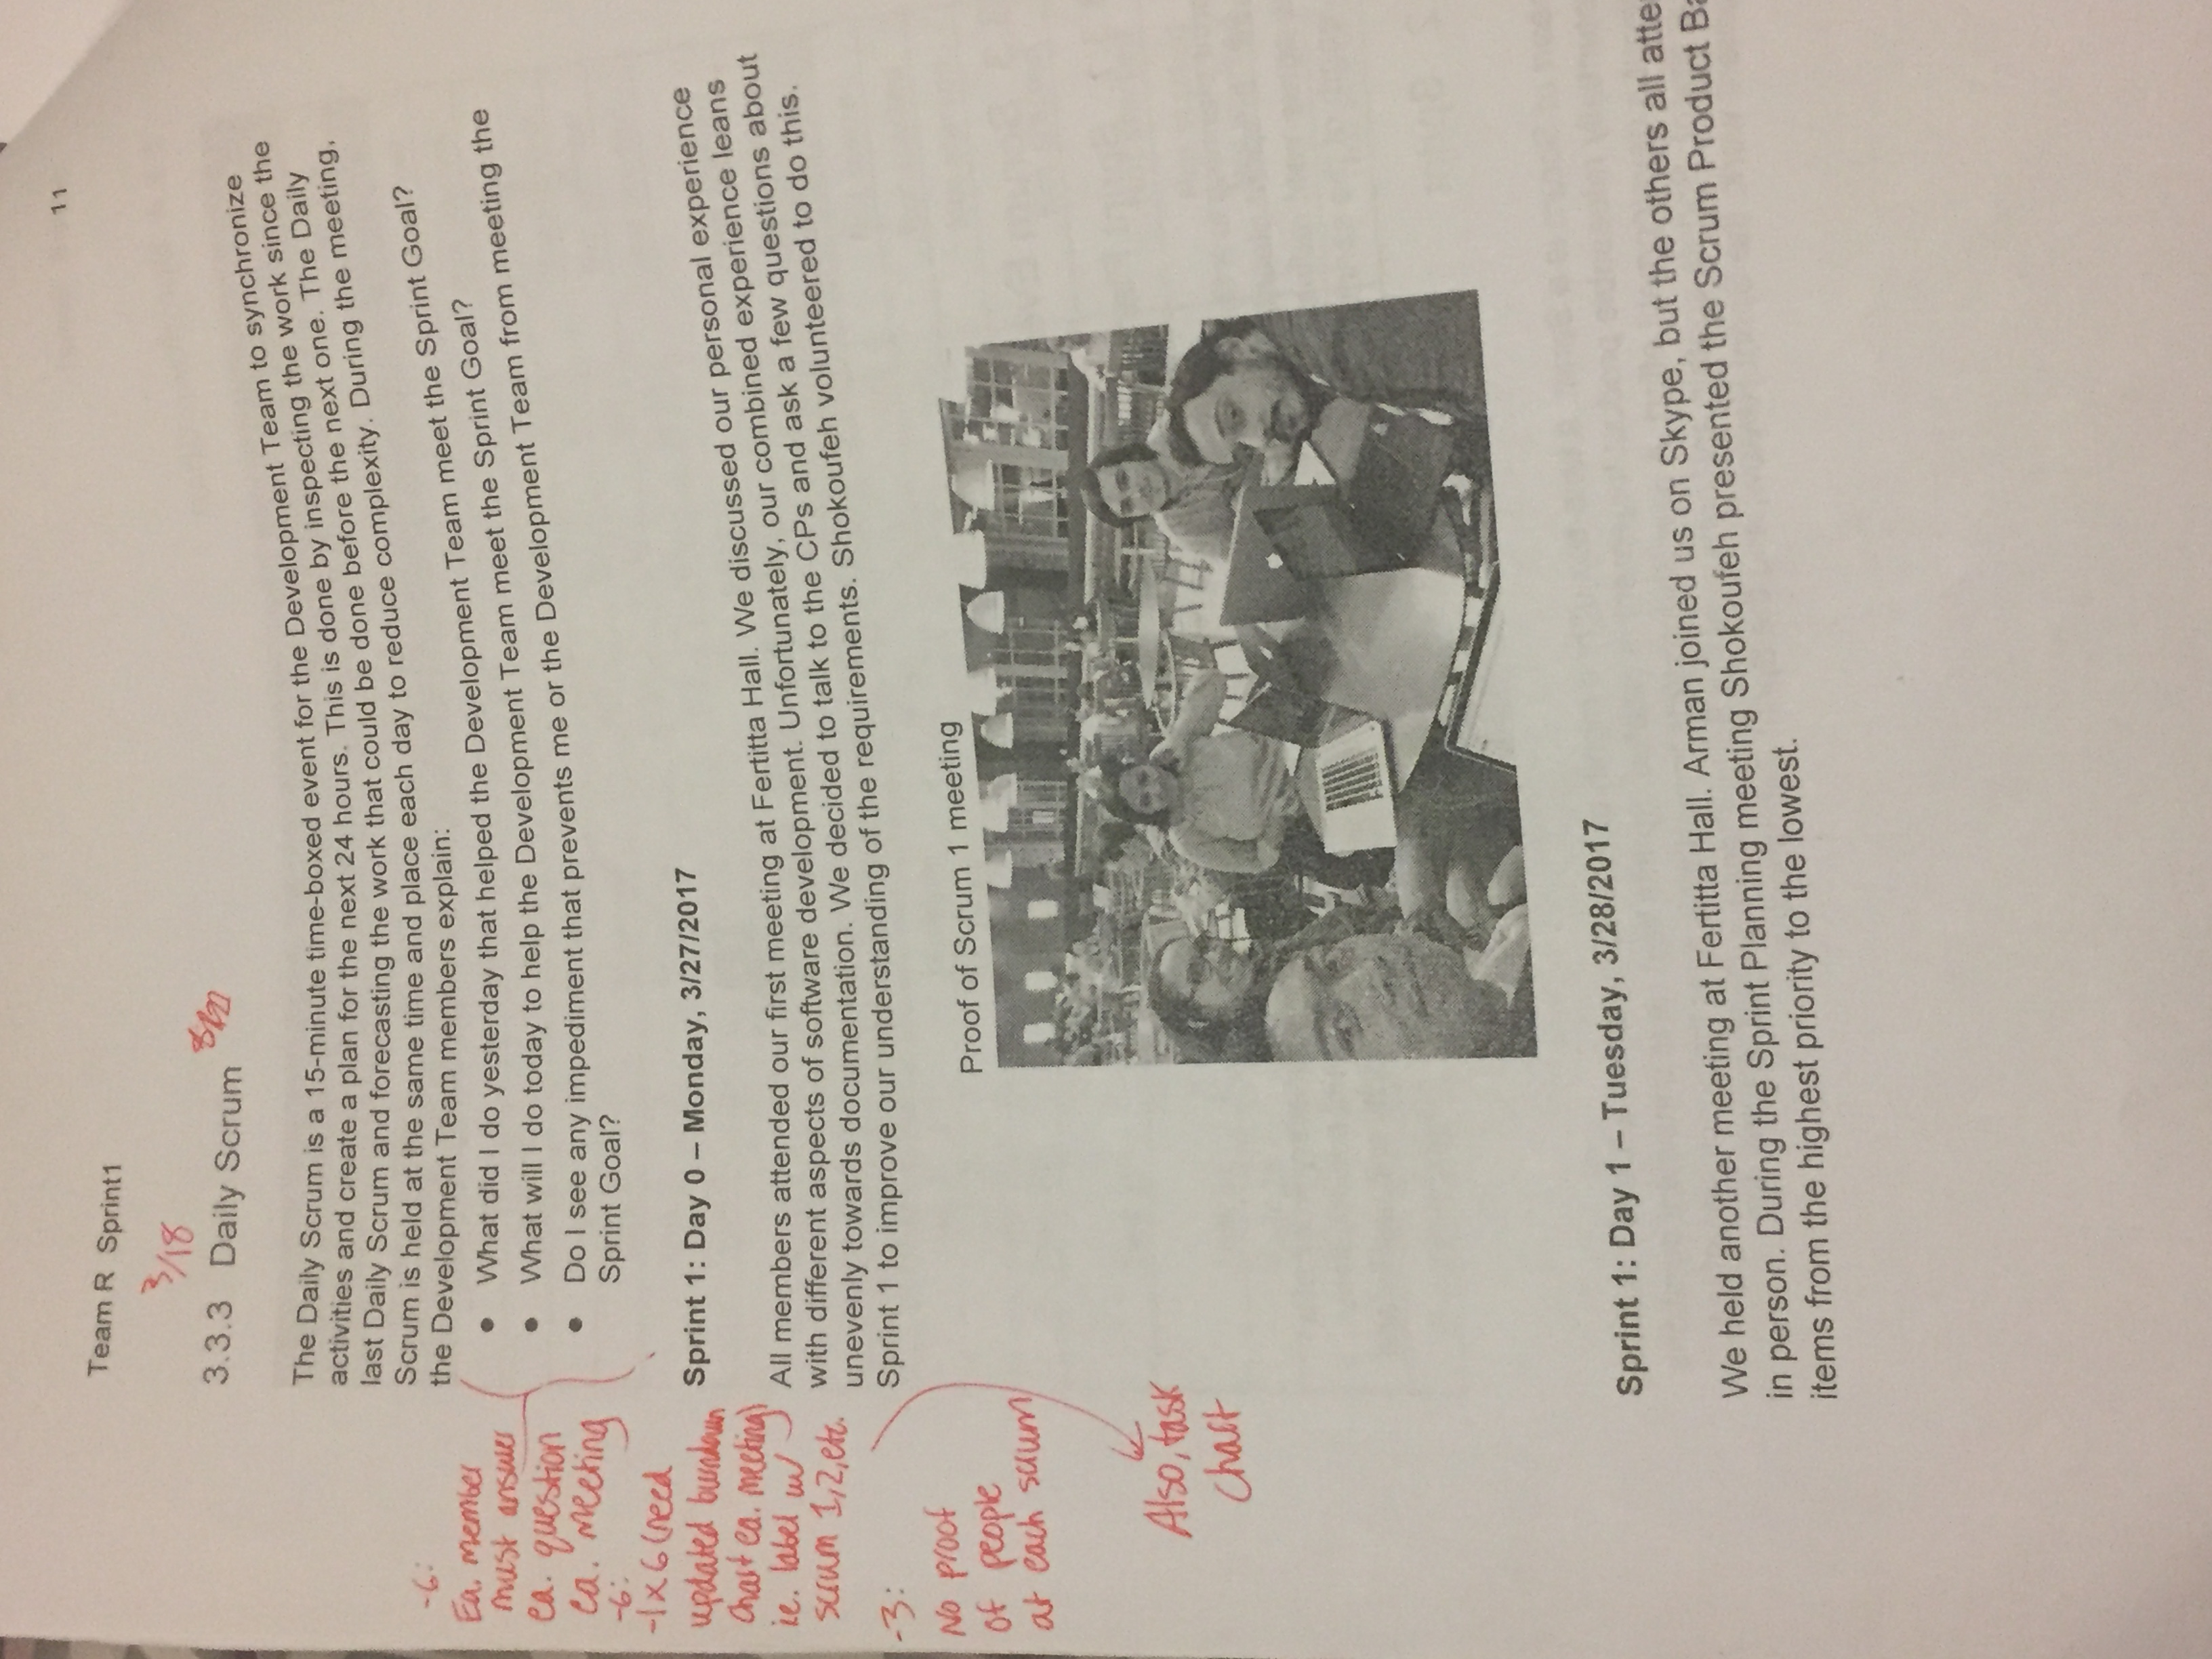 11
Team R Sprint1
3/18
3.3.3 Daily Scrum
The Daily Scrum is a 15-minute time-boxed event for the Development Team to synchronize
activities and create a plan for the next 24 hours. This is done by inspecting the work since the
last Daily Scrum and forecasting the work that could be done before the next one. The Daily
Scrum is held at the same time and place each day to reduce complexity. During the meeting,
the Development Team members explain:
• What did I do yesterday that helped the Development Team meet the Sprint Goal?
• What will I do today to help the Development Team meet the Sprint Goal?
• Do I see any impediment that prevents me or the Development Team from meeting the
Sprint Goal?
-6:
Ea. member
must answer
ea. question
ea. meeting
-6:
-1x6 (need
updated burndown
chart ea. meeting)
i.e. label w/
scrum 1,2,etc.
-3:
No proof
of people
at each scrum
Also, task
chart
Sprint 1: Day 0 – Monday, 3/27/2017
All members attended our first meeting at Fertitta Hall. We discussed our personal experience
with different aspects of software development. Unfortunately, our combined experience leans
unevenly towards documentation. We decided to talk to the CPs and ask a few questions about
Sprint 1 to improve our understanding of the requirements. Shokoufeh volunteered to do this.
Proof of Scrum 1 meeting
Sprint 1: Day 1 – Tuesday, 3/28/2017
We held another meeting at Fertitta Hall. Arman joined us on Skype, but the others all atte
in person. During the Sprint Planning meeting Shokoufeh presented the Scrum Product Ba
items from the highest priority to the lowest.